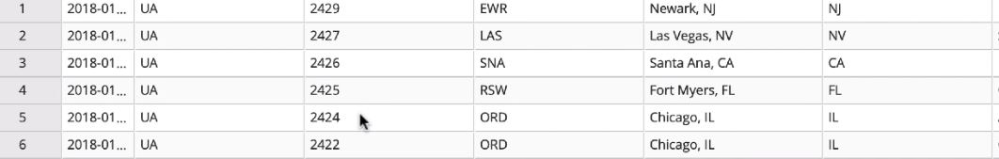 1 2018-01... UA 2429 EWR Newark, NJ NJ
2 2018-01... UA 2427 LAS Las Vegas, NV NV
3 2018-01... UA 2426 SNA Santa Ana, CA CA
4 2018-01... UA 2425 RSW Fort Myers, FL FL
5 2018-01... UA 2424 ORD Chicago, IL IL
6 2018-01... UA 2422 ORD Chicago, IL IL